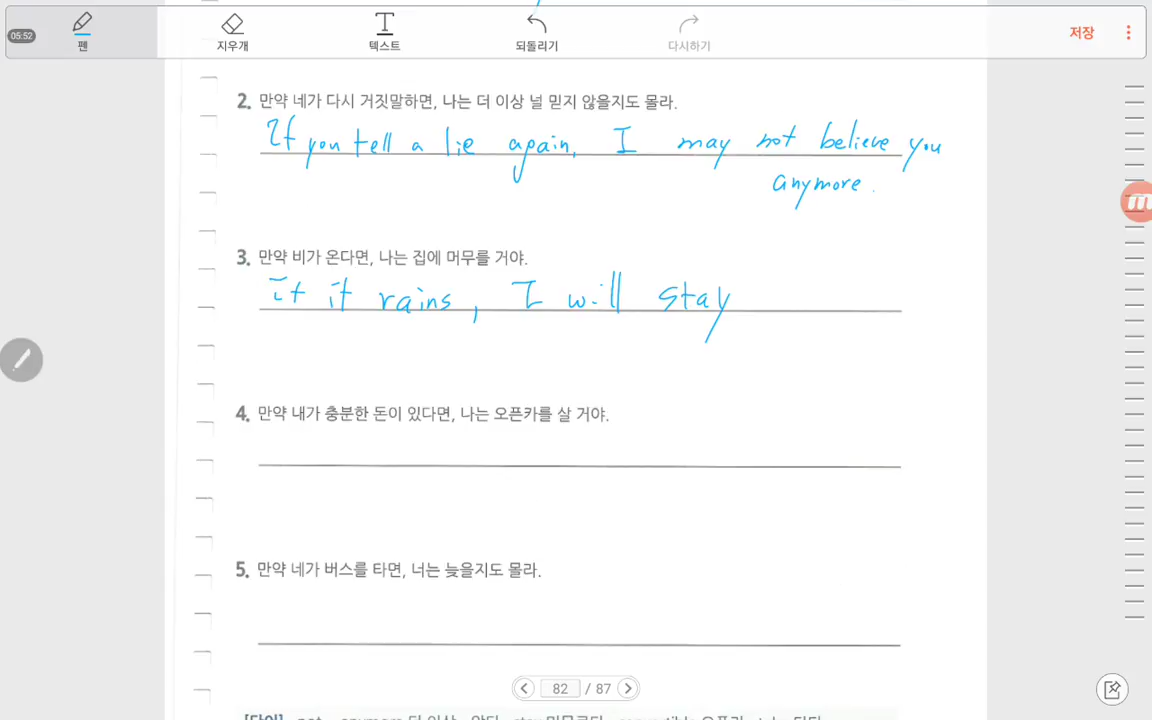 05:52
펜
지우개
텍스트
되돌리기
다시하기
저장
2. 만약 네가 다시 거짓말하면, 나는 더 이상 널 믿지 않을지도 몰라.
If you tell a lie again, I may not believe you
anymore.
3. 만약 비가 온다면, 나는 집에 머무를 거야.
If it rains, I will stay
4. 만약 내가 충분한 돈이 있다면, 나는 오픈카를 살 거야.
5. 만약 네가 버스를 타면, 너는 늦을지도 몰라.
82 / 87